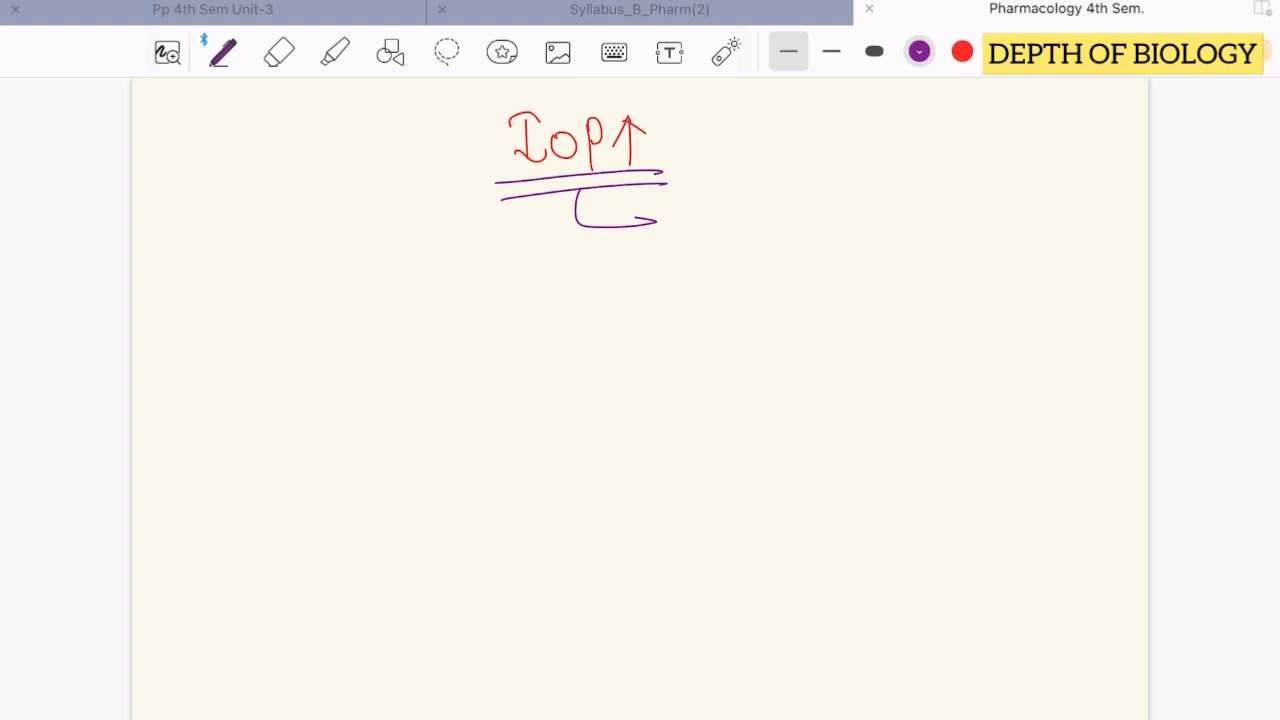 Pp 4th Sem Unit-3
Syllabus_B_Pharm(2)
Pharmacology 4th Sem.
T
DEPTH OF BIOLOGY
IOP↑